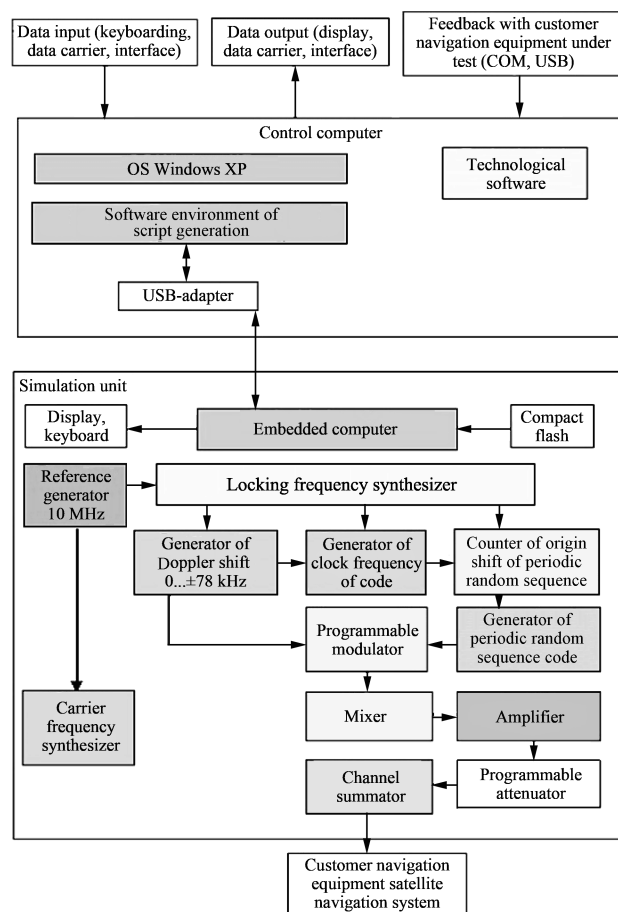 Data input (keyboarding,
data carrier, interface)
Data output (display,
data carrier, interface)
Feedback with customer
navigation equipment under
test (COM, USB)
Control computer
OS Windows XP
Technological
software
Software environment of
script generation
USB-adapter
Simulation unit
Display,
keyboard
Embedded computer
Compact
flash
Reference
generator
10 MHz
Locking frequency synthesizer
Generator of
Doppler shift
0...±78 kHz
Generator of
clock frequency
of code
Counter of origin
shift of periodic
random sequence
Programmable
modulator
Generator of
periodic random
sequence code
Carrier
frequency
synthesizer
Mixer
Amplifier
Channel
summator
Programmable
attenuator
Customer navigation
equipment satellite
navigation system